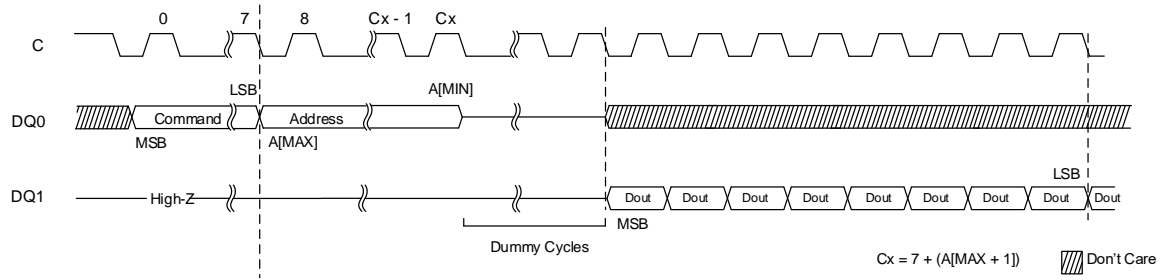 0 7 8 Cx - 1 Cx
C
LSB A[MIN]
DQ0 Command Address
MSB A[MAX]
LSB
DQ1 High-Z Dout Dout Dout Dout Dout Dout Dout Dout Dout
MSB
Dummy Cycles
Cx = 7 + (A[MAX + 1]) Don't Care